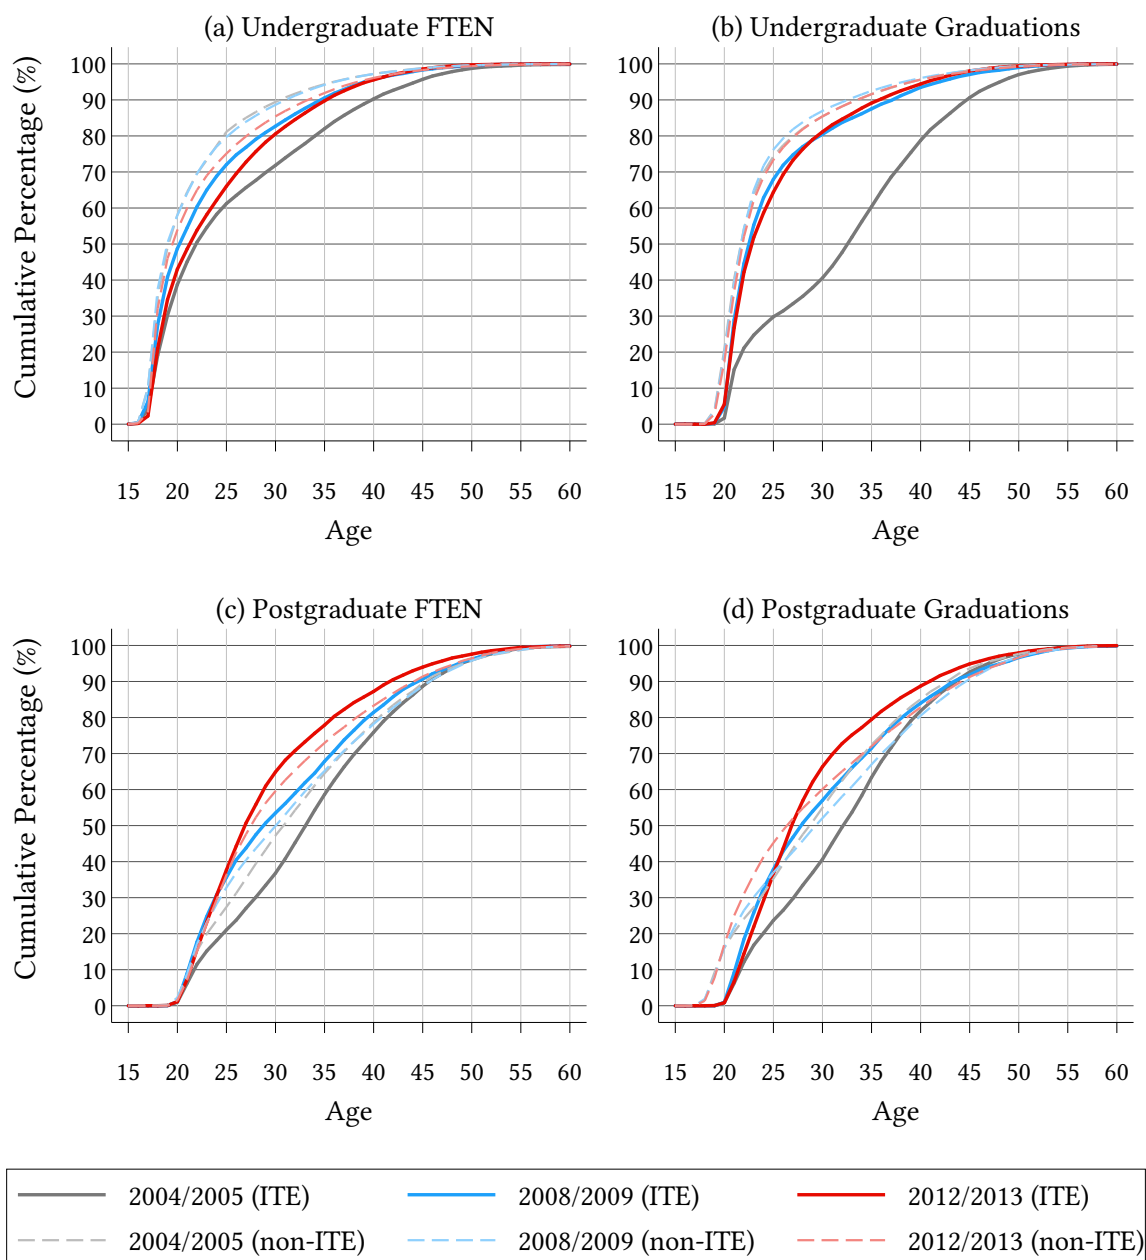 (a) Undergraduate FTEN
(b) Undergraduate Graduations
Cumulative Percentage (%)
100
90
80
70
60
50
40
30
20
10
0
15 20 25 30 35 40 45 50 55 60
Age
100
90
80
70
60
50
40
30
20
10
0
15 20 25 30 35 40 45 50 55 60
Age
(c) Postgraduate FTEN
(d) Postgraduate Graduations
Cumulative Percentage (%)
100
90
80
70
60
50
40
30
20
10
0
15 20 25 30 35 40 45 50 55 60
Age
100
90
80
70
60
50
40
30
20
10
0
15 20 25 30 35 40 45 50 55 60
Age
2004/2005 (ITE) 2008/2009 (ITE) 2012/2013 (ITE)
2004/2005 (non-ITE) 2008/2009 (non-ITE) 2012/2013 (non-ITE)